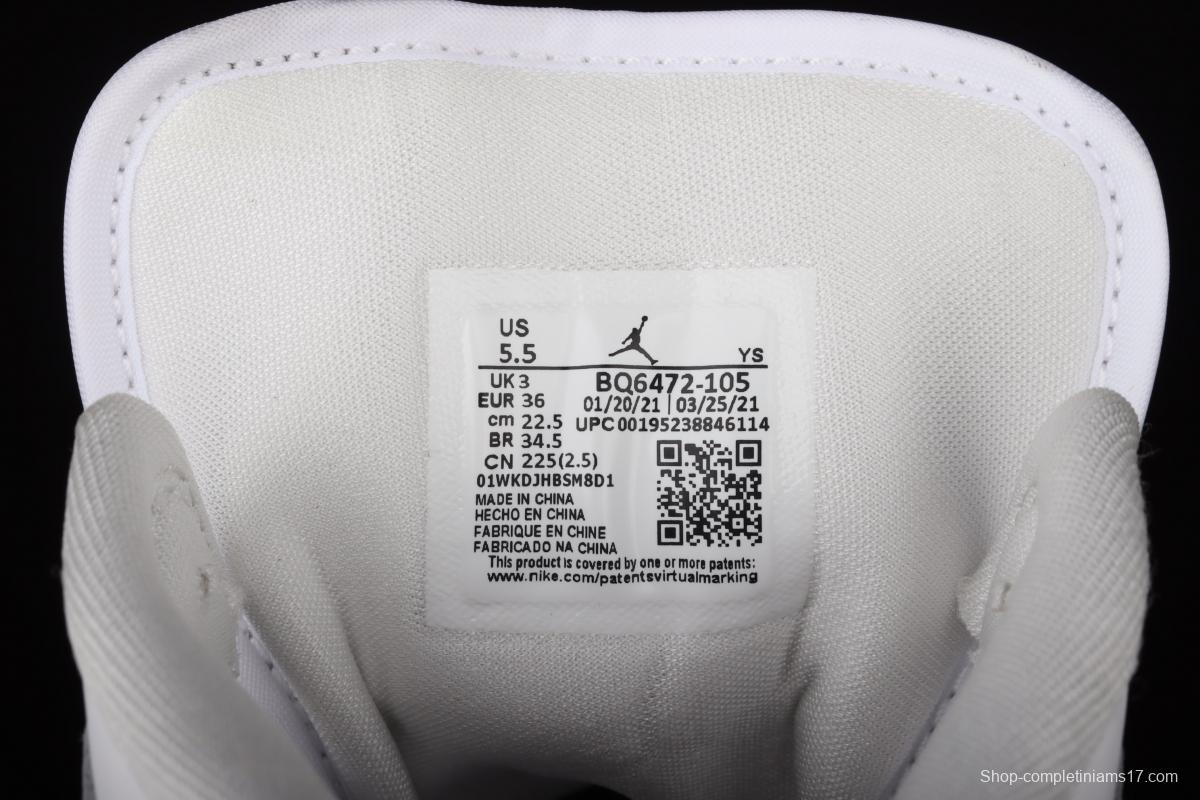 US
5.5
YS
UK 3
BQ6472-105
EUR 36
01/20/21 | 03/25/21
cm 22.5
UPC 00195238846114
BR 34.5
CN 225(2.5)
01WKDJHBSM8D1
MADE IN CHINA
HECHO EN CHINA
FABRIQUE EN CHINE
FABRICADO NA CHINA
This product is covered by one or more patents:
www.nike.com/patentsvirtualmarking
Shop-completiniams17.com